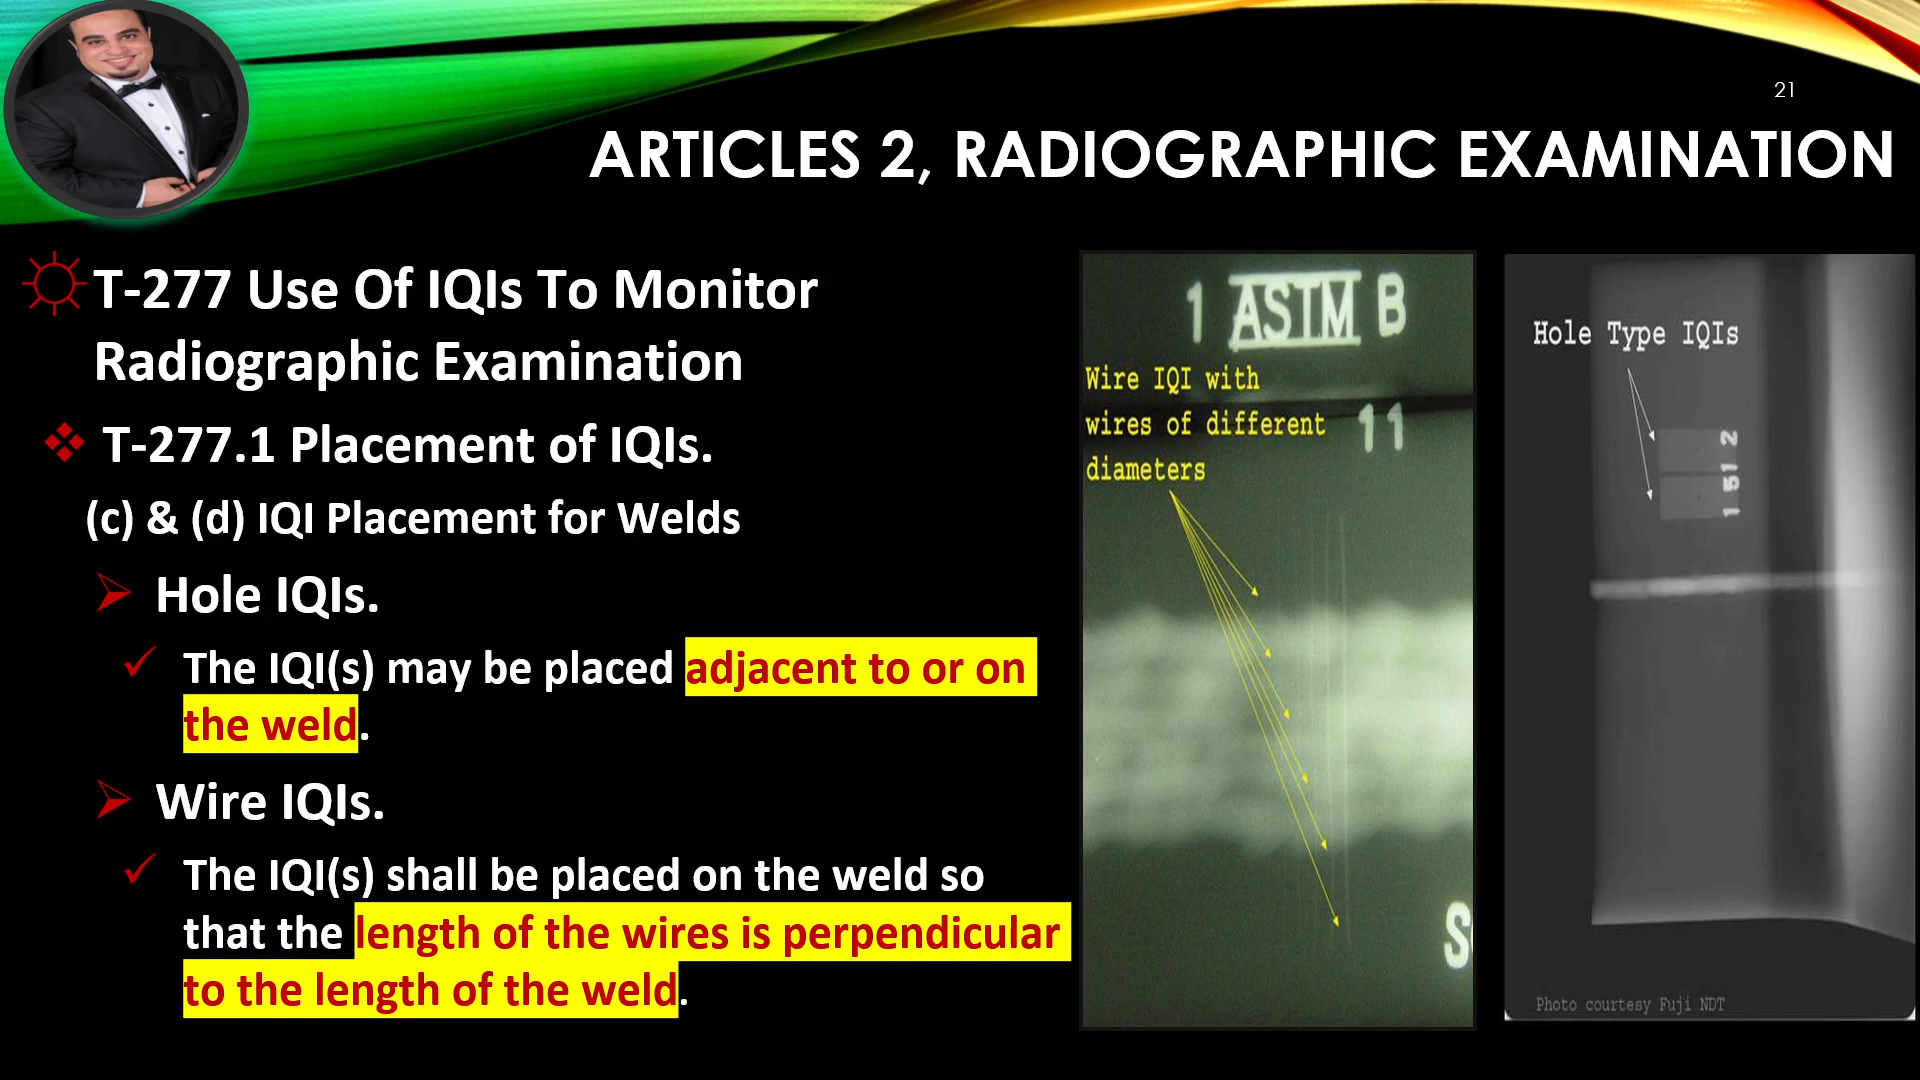 21
ARTICLES 2, RADIOGRAPHIC EXAMINATION
T-277 Use Of IQIs To Monitor
Radiographic Examination
T-277.1 Placement of IQIs.
(c) & (d) IQI Placement for Welds
Hole IQIs.
The IQI(s) may be placed adjacent to or on
the weld.
Wire IQIs.
The IQI(s) shall be placed on the weld so
that the length of the wires is perpendicular
to the length of the weld.
1 ASTM B
Wire IQI with
wires of different
diameters
11
S
Hole Type IQIs
1 2
1 5
Photo courtesy Fuji NDT